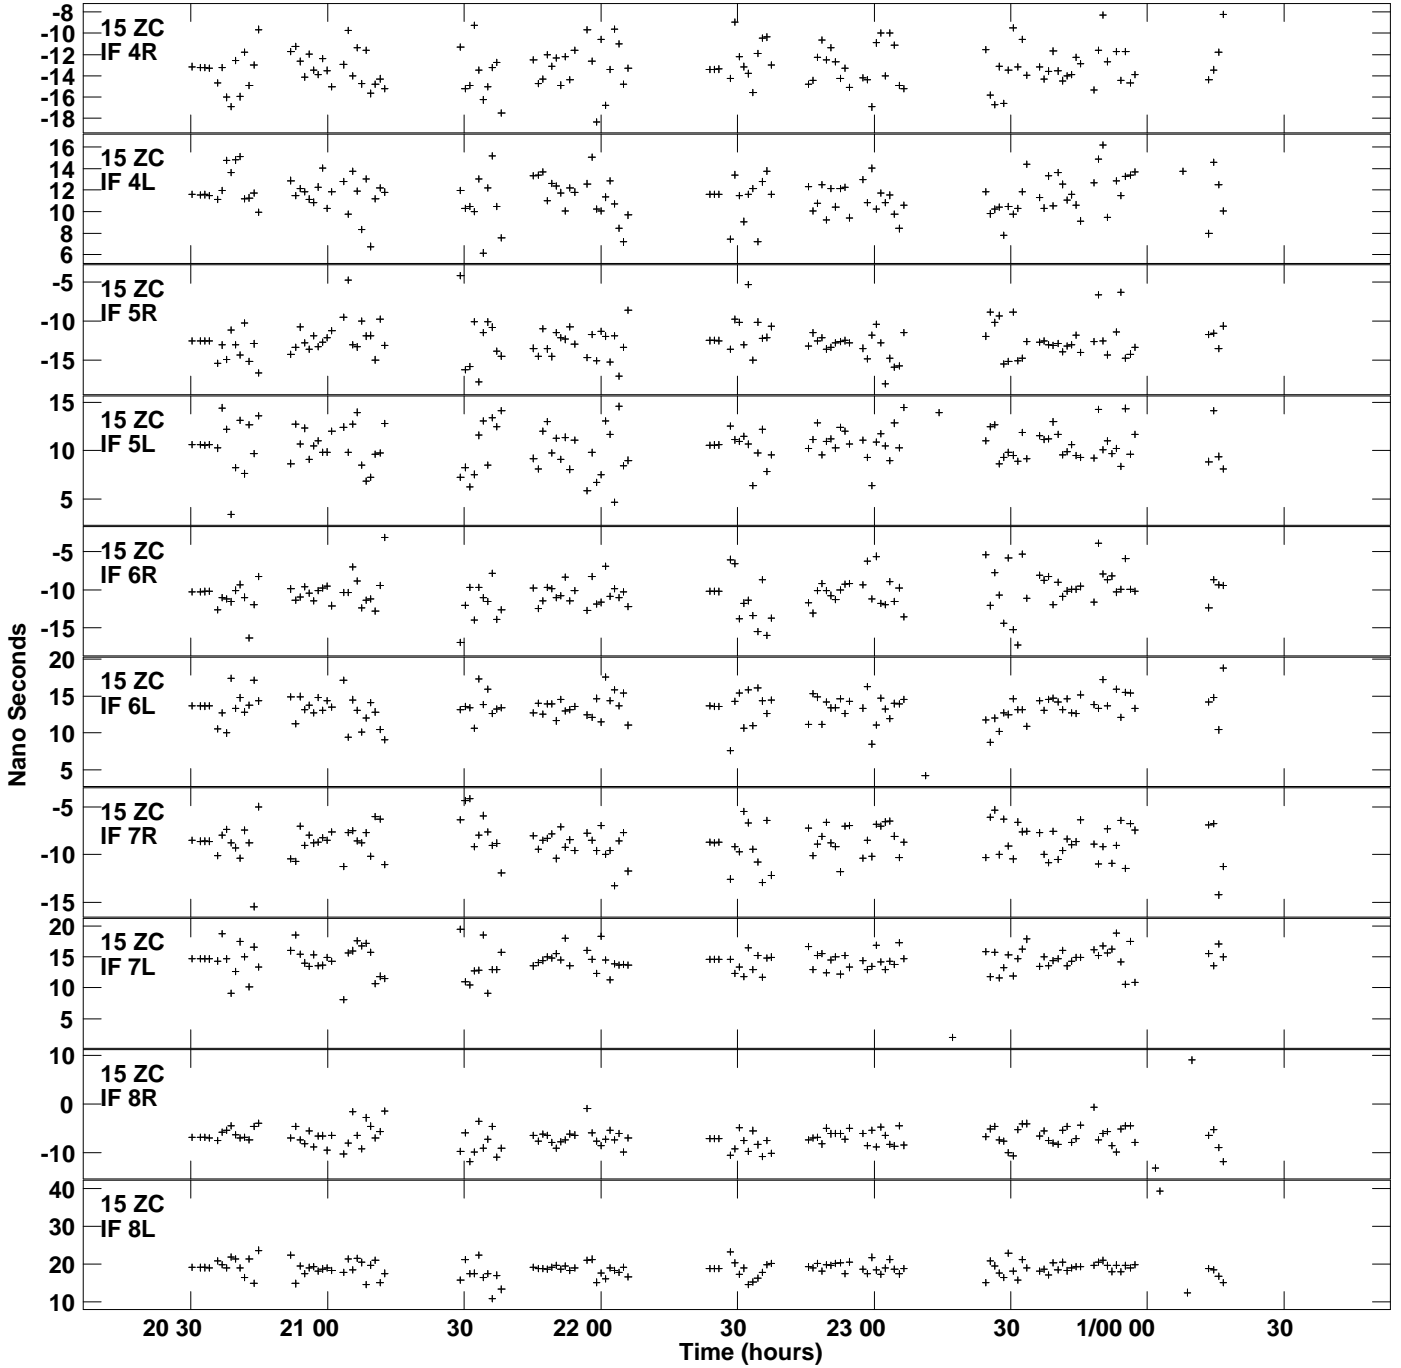 -8
-10
-12
-14
-16
-18
15 ZC
IF 4R
16
14
12
10
8
6
15 ZC
IF 4L
-5
-10
-15
15 ZC
IF 5R
15
10
5
15 ZC
IF 5L
-5
-10
-15
15 ZC
IF 6R
20
15
10
5
15 ZC
IF 6L
-5
-10
-15
15 ZC
IF 7R
20
15
10
5
15 ZC
IF 7L
10
0
-10
15 ZC
IF 8R
40
30
20
10
15 ZC
IF 8L
Nano Seconds
20 30 21 00 30 22 00 30 23 00 30 1/00 00 30
Time (hours)